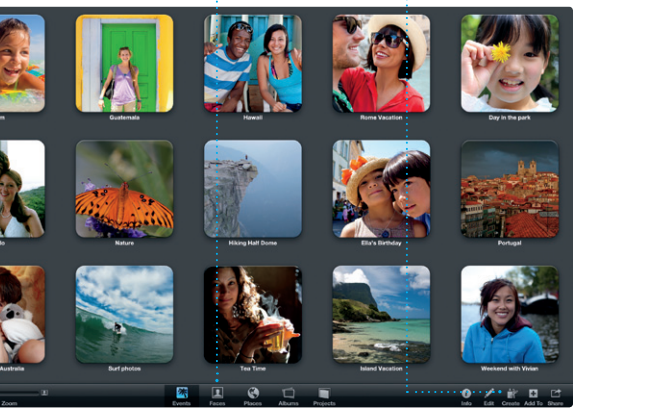 Guatemala
Hawaii
Rome Vacation
Day in the park
Nature
Hiking Half Dome
Ella's Birthday
Portugal
Australia
Surf photos
Tea Time
Island Vacation
Weekend with Vivian
Zoom
Events
Faces
Places
Albums
Projects
Info
Edit
Create
Add To
Share